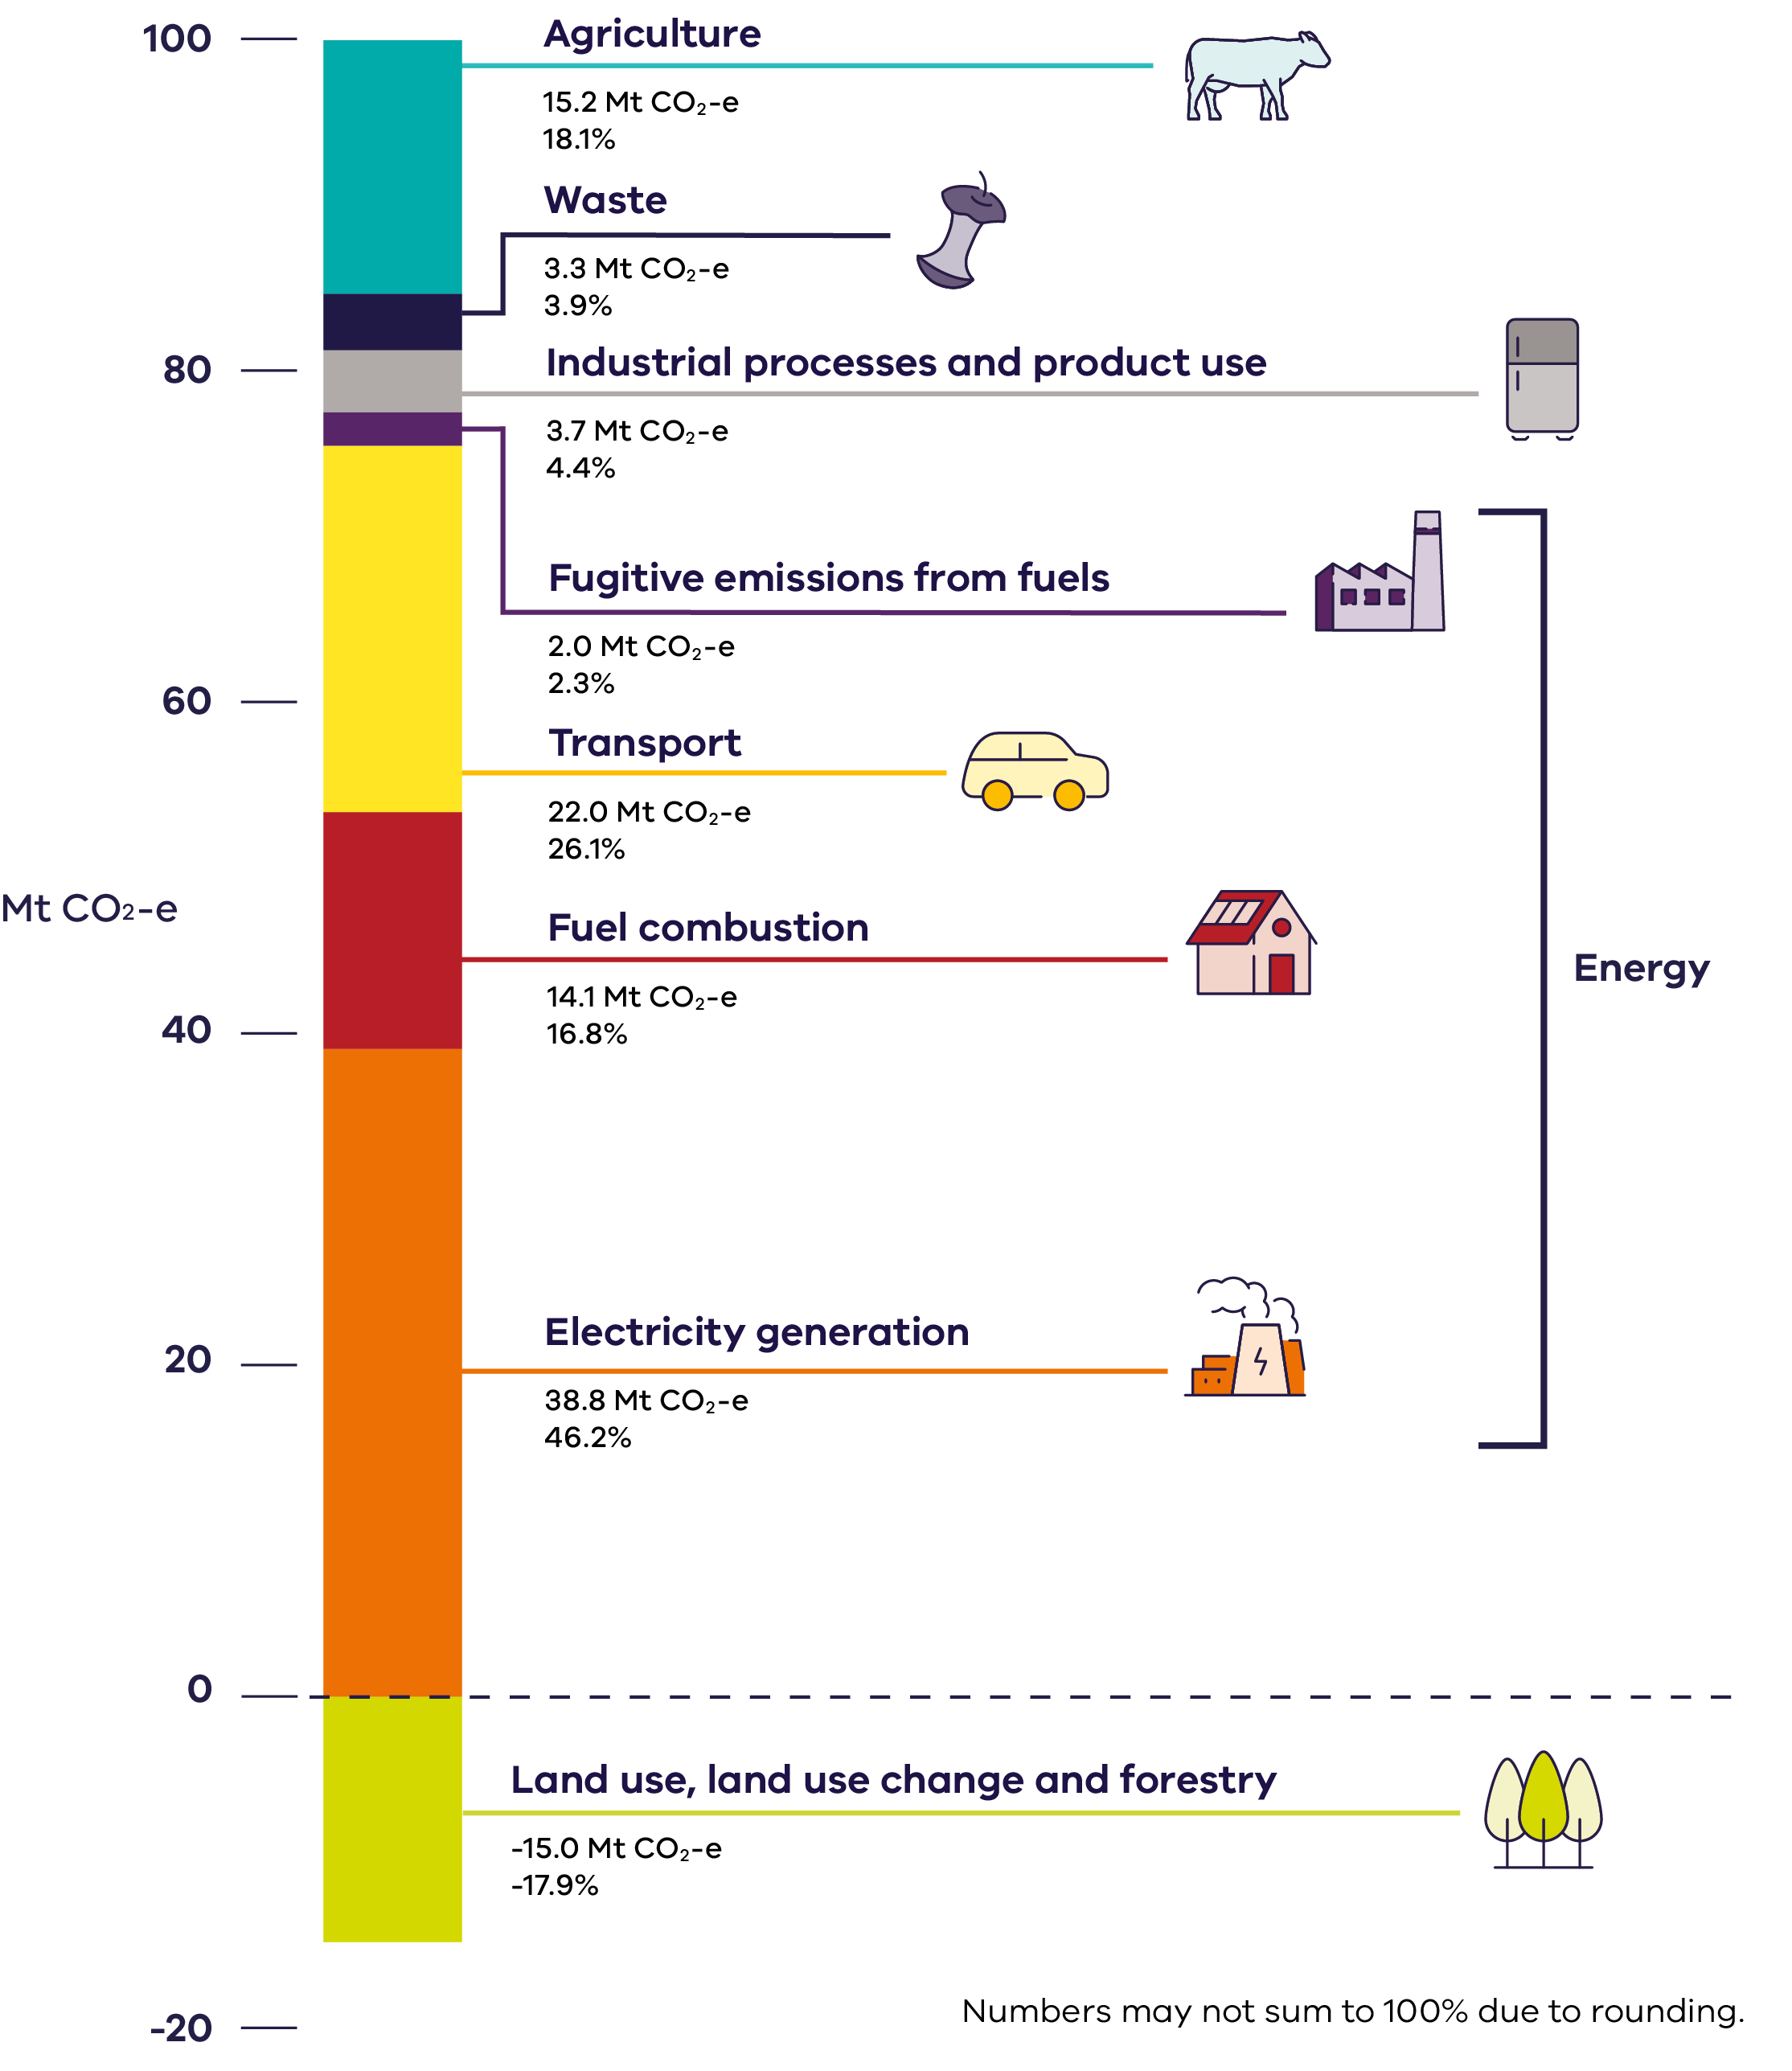 100
Agriculture
15.2 Mt CO₂-e
18.1%
Waste
3.3 Mt CO₂-e
3.9%
80
Industrial processes and product use
3.7 Mt CO₂-e
4.4%
Fugitive emissions from fuels
2.0 Mt CO₂-e
2.3%
60
Transport
22.0 Mt CO₂-e
26.1%
Mt CO₂-e
Fuel combustion
14.1 Mt CO₂-e
16.8%
Energy
40
Electricity generation
20
38.8 Mt CO₂-e
46.2%
0
Land use, land use change and forestry
-15.0 Mt CO₂-e
-17.9%
Numbers may not sum to 100% due to rounding.
-20